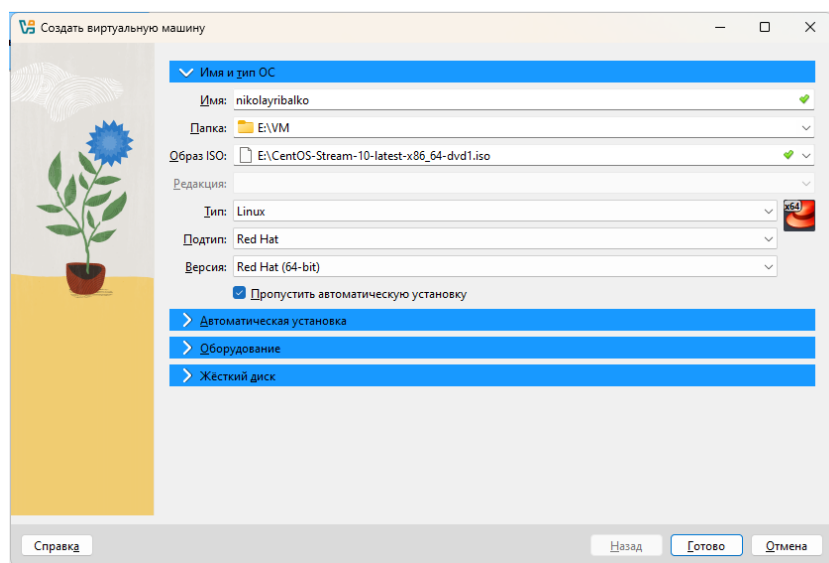 Создать виртуальную машину
Имя и тип ОС
Имя: nikolayribalko
Папка: E:\VM
Образ ISO: E:\CentOS-Stream-10-latest-x86_64-dvd1.iso
Редакция:
Тип: Linux
x64
Подтип: Red Hat
Версия: Red Hat (64-bit)
Пропустить автоматическую установку
Автоматическая установка
Оборудование
Жёсткий диск
Справка Назад Готово Отмена